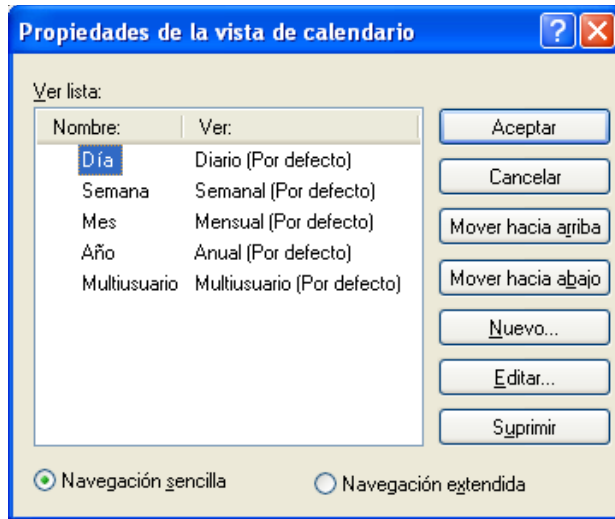 Propiedades de la vista de calendario
Ver lista:
Nombre: Ver:
Día Diario (Por defecto)
Semana Semanal (Por defecto)
Mes Mensual (Por defecto)
Año Anual (Por defecto)
Multiusuario Multiusuario (Por defecto)
Aceptar
Cancelar
Mover hacia arriba
Mover hacia abajo
Nuevo...
Editar...
Suprimir
Navegación sencilla
Navegación extendida